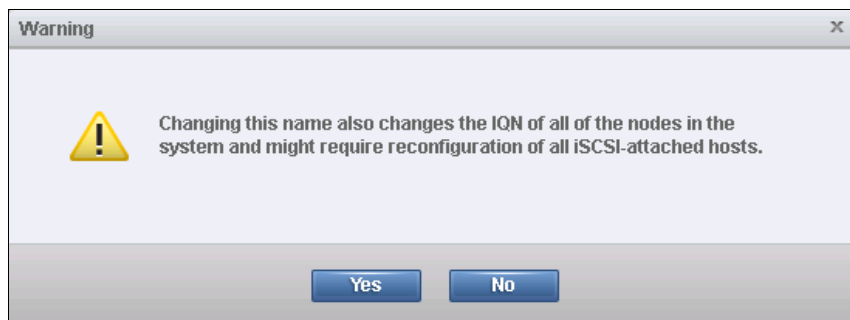 Warning
x
Changing this name also changes the IQN of all of the nodes in the
system and might require reconfiguration of all iSCSI-attached hosts.
Yes No